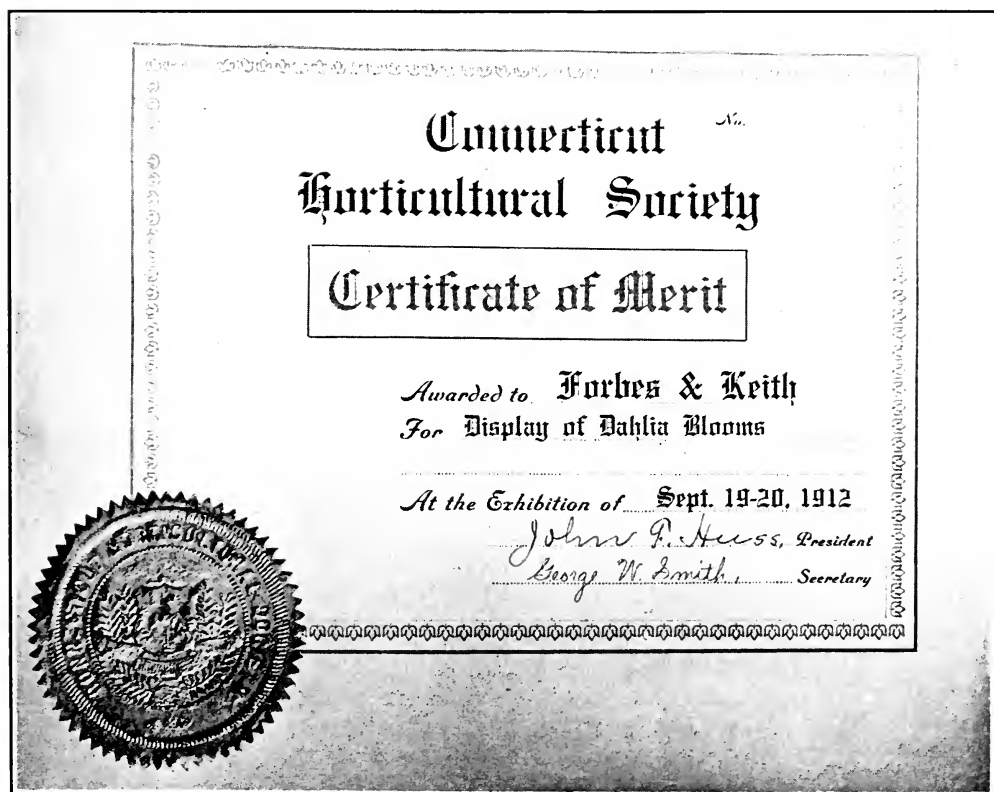 No.
Connecticut
Horticultural Society
Certificate of Merit
Awarded to Forbes & Keith
For Display of Dahlia Blooms
At the Exhibition of Sept. 19-20, 1912
John F. Huss, President
George W. Smith, Secretary